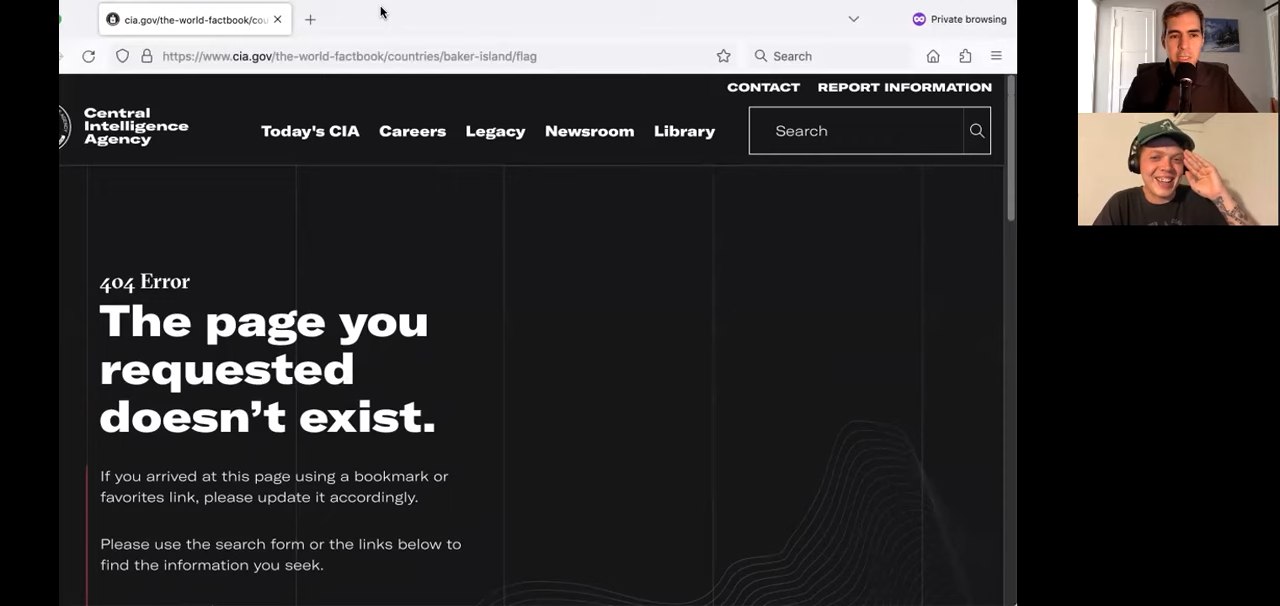 cia.gov/the-world-factbook/cou
Private browsing
https://www.cia.gov/the-world-factbook/countries/baker-island/flag
Search
CONTACT REPORT INFORMATION
Central
Intelligence
Agency
Today's CIA Careers Legacy Newsroom Library
Search
404 Error
The page you
requested
doesn't exist.
If you arrived at this page using a bookmark or
favorites link, please update it accordingly.
Please use the search form or the links below to
find the information you seek.